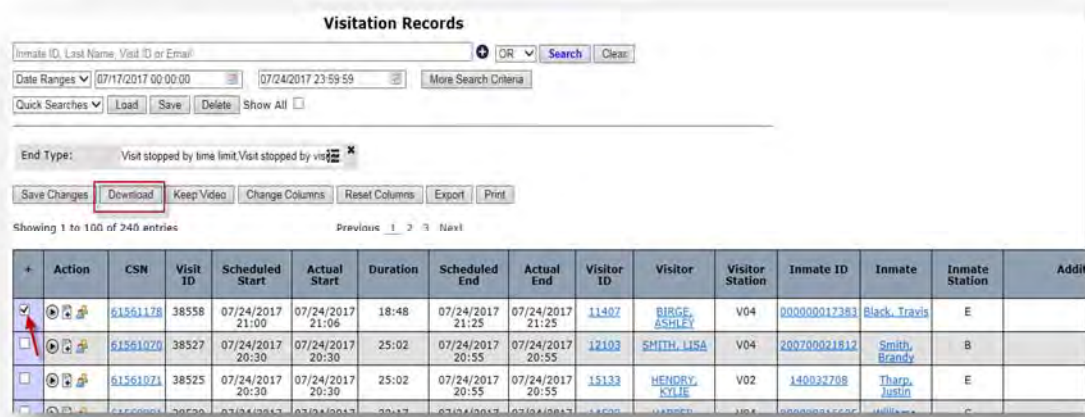 Visitation Records
Inmate ID, Last Name, Visit ID or Email OR Search Clear
Date Ranges 07/17/2017 00:00:00 07/24/2017 23:59:59 More Search Criteria
Quick Searches Load Save Delete Show All
End Type: Visit stopped by time limit,Visit stopped by visi
Save Changes Download Keep Video Change Columns Reset Columns Export Print
Showing 1 to 100 of 240 entries Previous 1 2 3 Next
+ Action CSN Visit ID Scheduled Start Actual Start Duration Scheduled End Actual End Visitor ID Visitor Visitor Station Inmate ID Inmate Inmate Station Addit
61561178 38558 07/24/2017 21:00 07/24/2017 21:06 18:48 07/24/2017 21:25 07/24/2017 21:25 11407 BIRGE, ASHLEY V04 000000017383 Black, Travis E
61561070 38527 07/24/2017 20:30 07/24/2017 20:30 25:02 07/24/2017 20:55 07/24/2017 20:55 12103 SMITH, LISA V04 200700021812 Smith, Brandy B
61561071 38525 07/24/2017 20:30 07/24/2017 20:30 25:02 07/24/2017 20:55 07/24/2017 20:55 15133 HENDRY, KYLIE V02 140032708 Tharp, Justin E